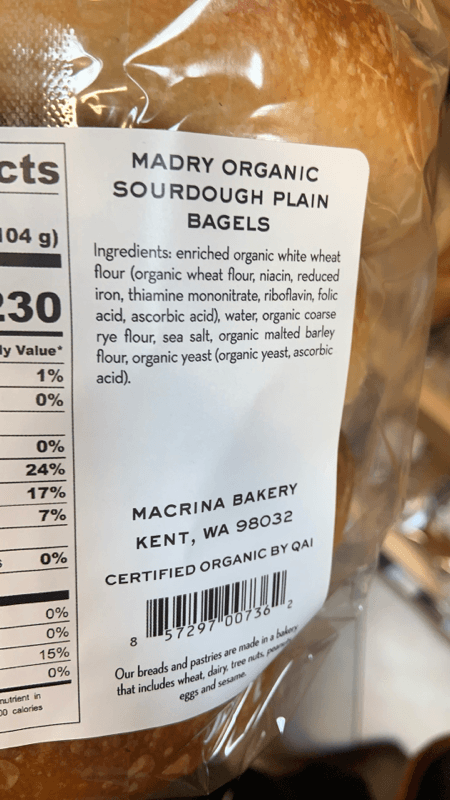 cts
104 g)
230
ly Value*
1%
0%
0%
24%
17%
7%
0%
0%
0%
15%
0%
nutrient in
00 calories
MADRY ORGANIC
SOURDOUGH PLAIN
BAGELS
Ingredients: enriched organic white wheat
flour (organic wheat flour, niacin, reduced
iron, thiamine mononitrate, riboflavin, folic
acid, ascorbic acid), water, organic coarse
rye flour, sea salt, organic malted barley
flour, organic yeast (organic yeast, ascorbic
acid).
MACRINA BAKERY
KENT, WA 98032
CERTIFIED ORGANIC BY QAI
8 57297 00736 2
Our breads and pastries are made in a bakery
that includes wheat, dairy, tree nuts,
eggs and sesame.